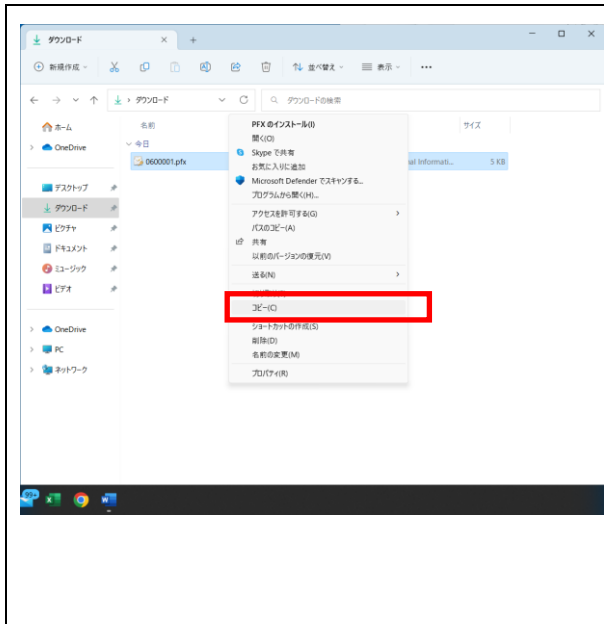 ダウンロード
新規作成
並べ替え
表示
ダウンロード
ダウンロードの検索
ホーム
OneDrive
デスクトップ
ダウンロード
ピクチャ
ドキュメント
ミュージック
ビデオ
OneDrive
PC
ネットワーク
名前
サイズ
今日
0600001.pfx
al Informati...
5 KB
PFX のインストール(I)
開く(O)
Skype で共有
お気に入りに追加
Microsoft Defender でスキャンする...
プログラムから開く(H)...
アクセスを許可する(G)
パスのコピー(A)
共有
以前のバージョンの復元(V)
送る(N)
コピー(C)
ショートカットの作成(S)
削除(D)
名前の変更(M)
プロパティ(R)
99+